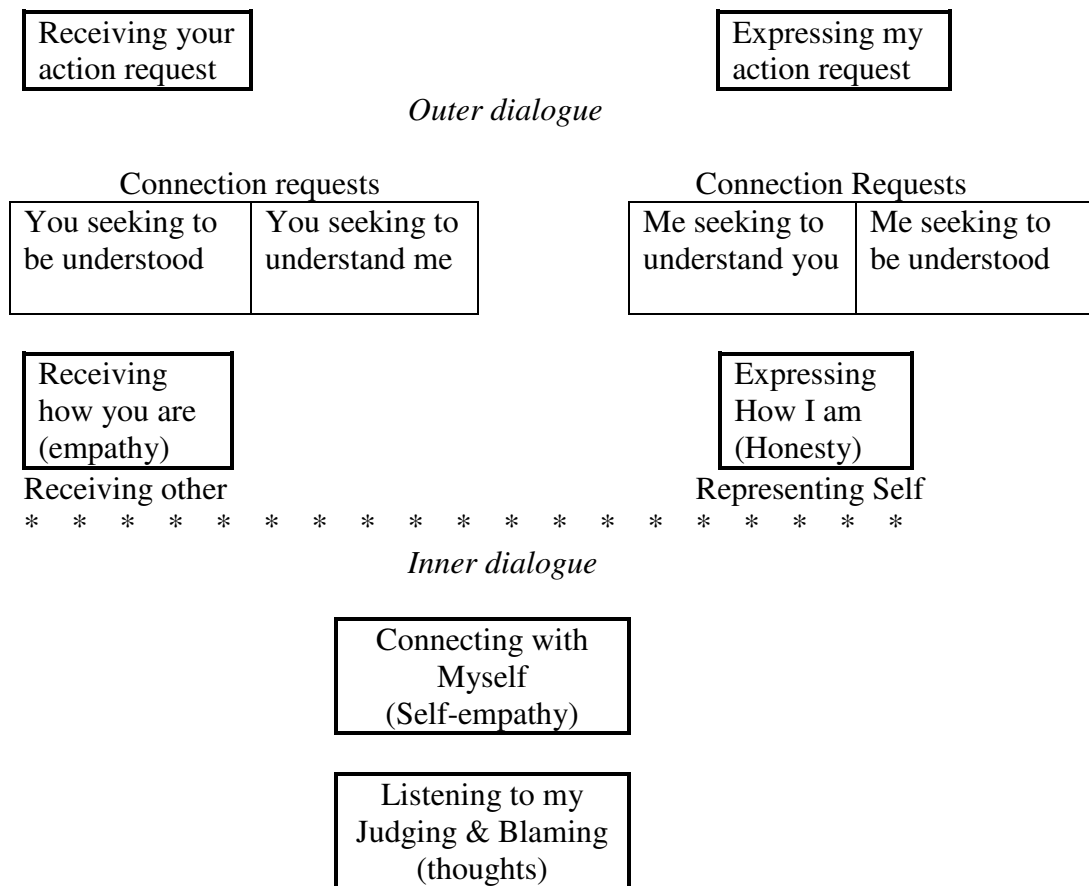 Receiving your
action request
Expressing my
action request
Outer dialogue
Connection requests
You seeking to
be understood
You seeking to
understand me
Connection Requests
Me seeking to
understand you
Me seeking to
be understood
Receiving
how you are
(empathy)
Expressing
How I am
(Honesty)
Receiving other
Representing Self
* * * * * * * * * * * * * * * * * * *
Inner dialogue
Connecting with
Myself
(Self-empathy)
Listening to my
Judging & Blaming
(thoughts)